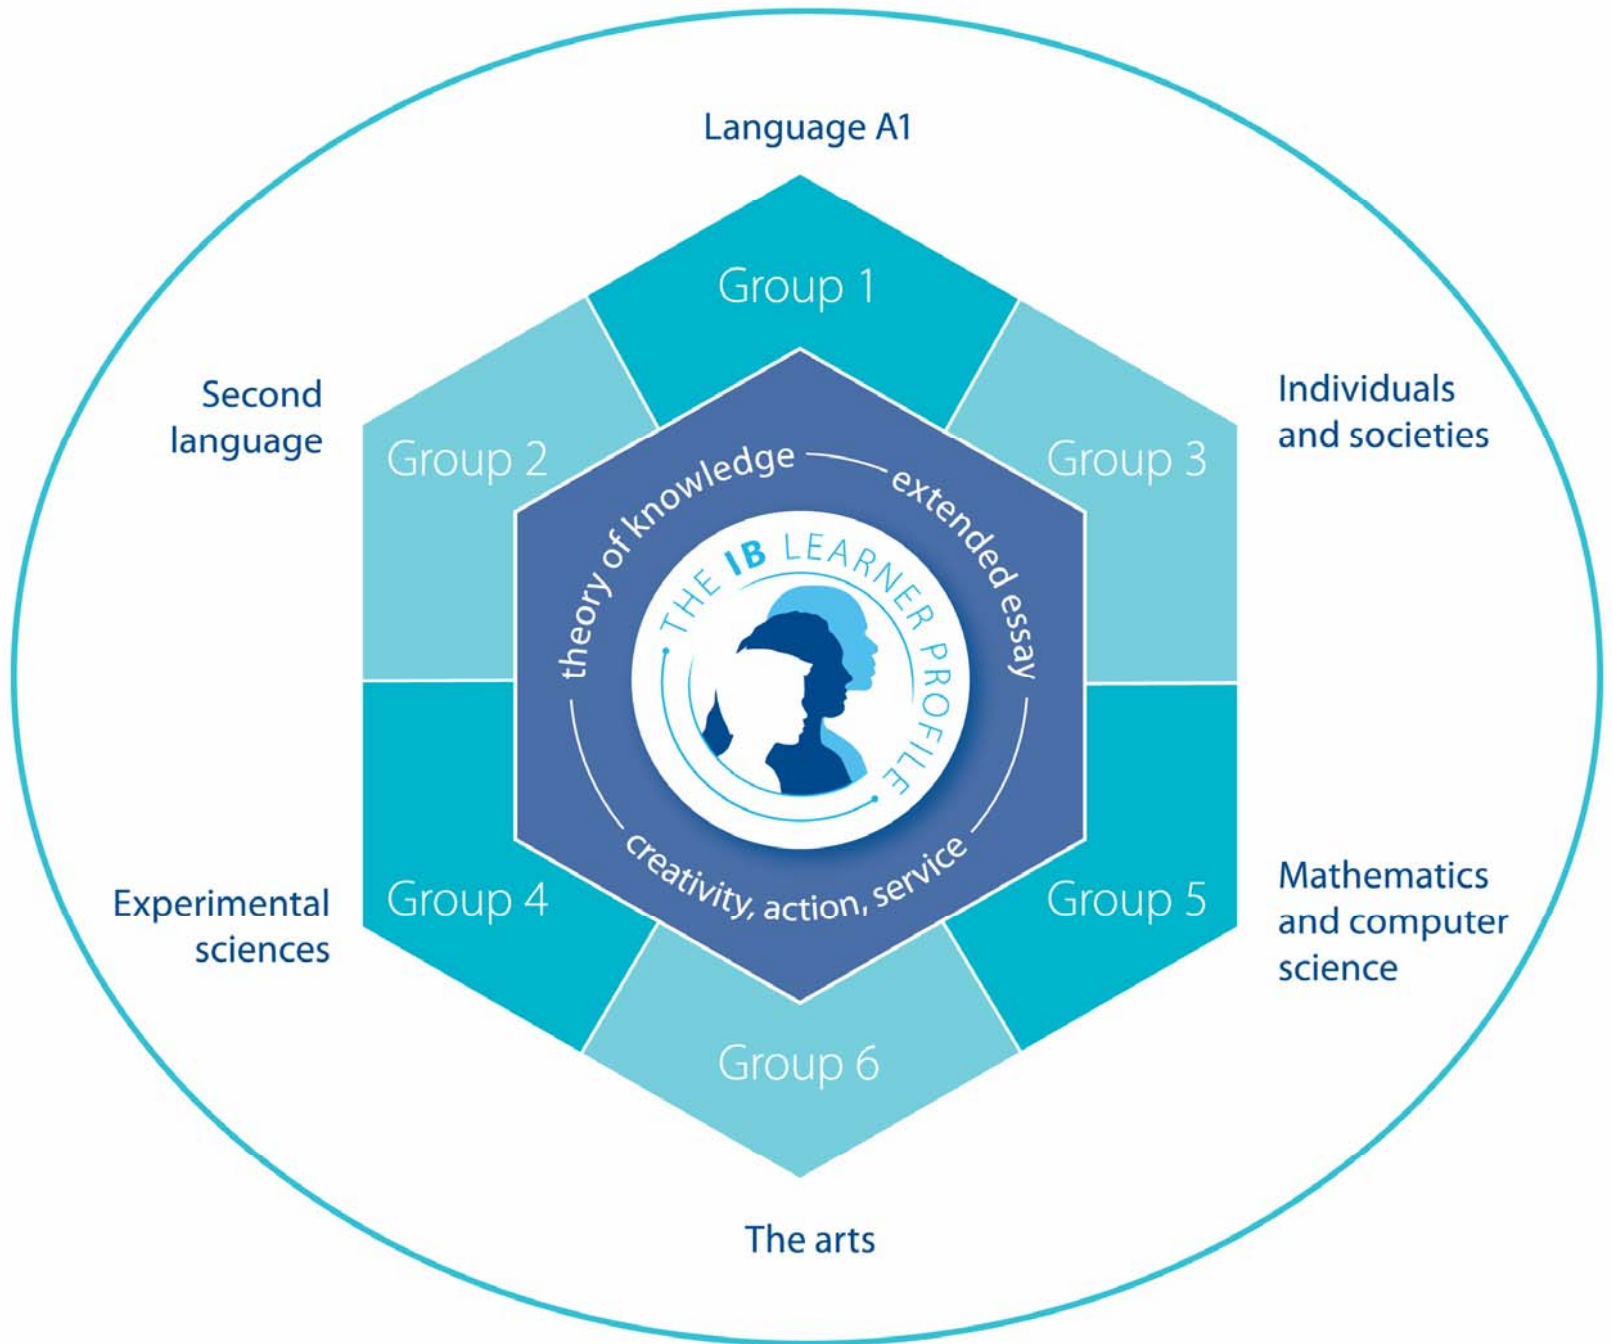 Language A1
Group 1
Second
language
Group 2
Individuals
and societies
Group 3
theory of knowledge
extended essay
THE IB LEARNER PROFILE
creativity, action, service
Experimental
sciences
Group 4
Group 5
Mathematics
and computer
science
Group 6
The arts